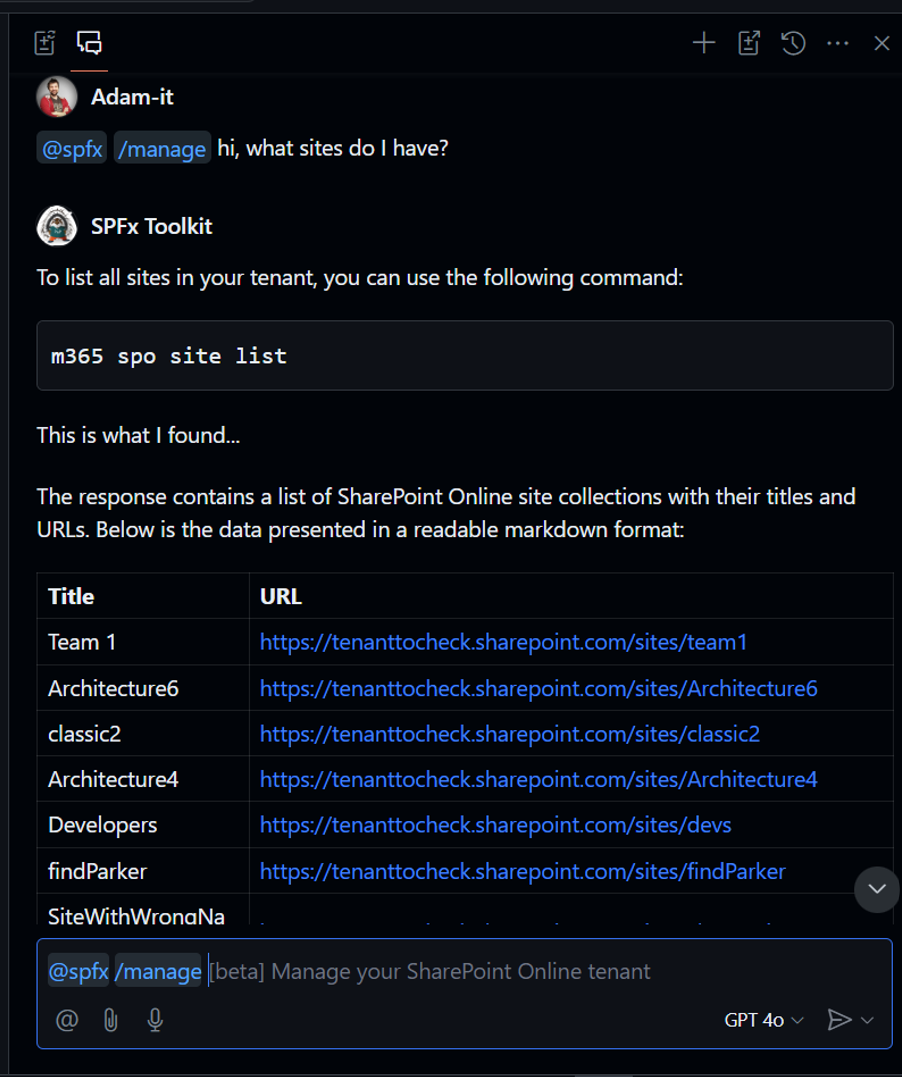 Adam-it
@spfx /manage hi, what sites do I have?
SPFx Toolkit
To list all sites in your tenant, you can use the following command:
m365 spo site list
This is what I found...
The response contains a list of SharePoint Online site collections with their titles and
URLs. Below is the data presented in a readable markdown format:
Title URL
Team 1 https://tenanttocheck.sharepoint.com/sites/team1
Architecture6 https://tenanttocheck.sharepoint.com/sites/Architecture6
classic2 https://tenanttocheck.sharepoint.com/sites/classic2
Architecture4 https://tenanttocheck.sharepoint.com/sites/Architecture4
Developers https://tenanttocheck.sharepoint.com/sites/devs
findParker https://tenanttocheck.sharepoint.com/sites/findParker
SiteWithWrongNa
@spfx /manage [beta] Manage your SharePoint Online tenant
GPT 4o